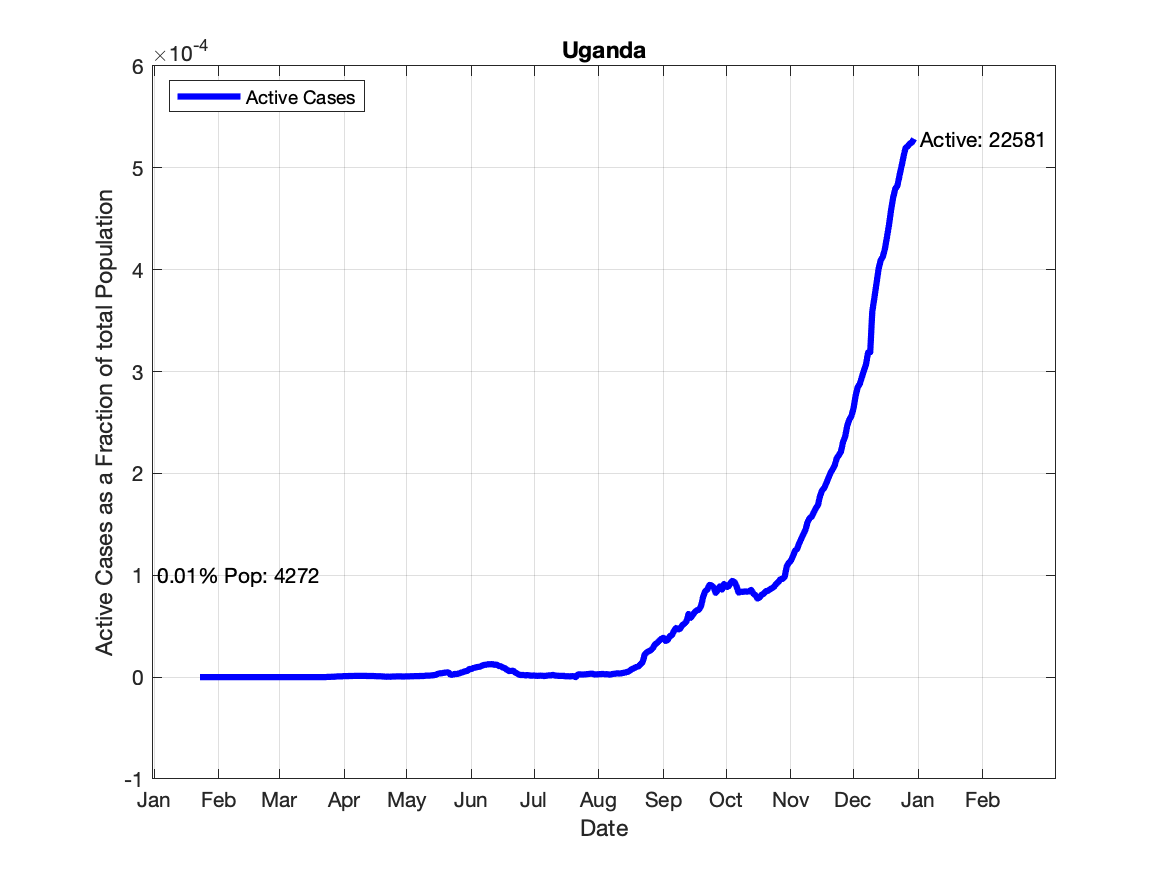 Uganda
×10-4
Active Cases
6
5
4
3
2
1
0
-1
Active Cases as a Fraction of total Population
Active: 22581
0.01% Pop: 4272
Jan Feb Mar Apr May Jun Jul Aug Sep Oct Nov Dec Jan Feb
Date